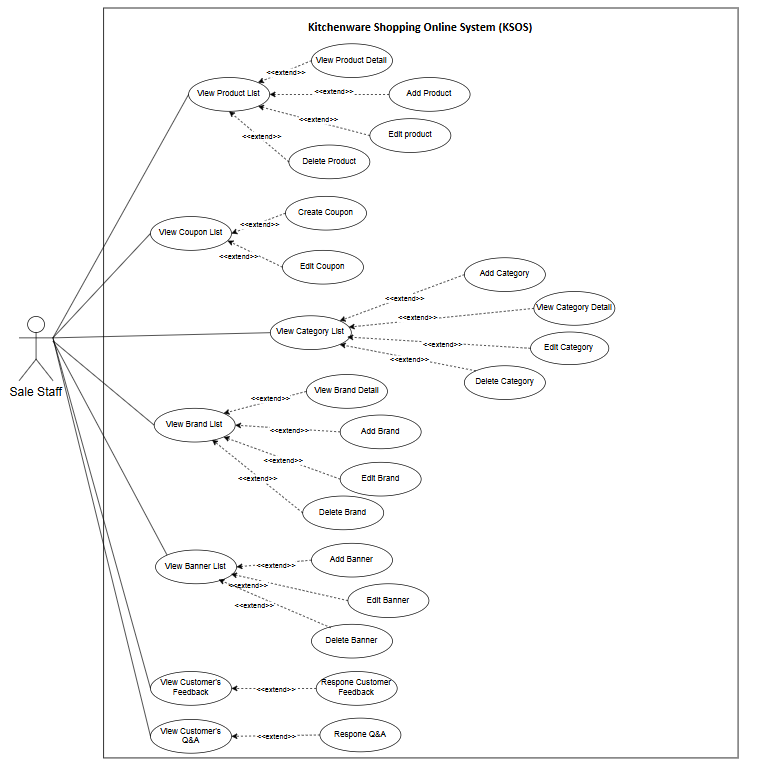 Kitchenware Shopping Online System (KSOS)
View Product Detail
<<extend>>
View Product List
<<extend>>
Add Product
<<extend>>
Edit product
<<extend>>
Delete Product
Create Coupon
<<extend>>
View Coupon List
<<extend>>
Edit Coupon
Add Category
<<extend>>
View Category Detail
<<extend>>
View Category List
<<extend>>
Edit Category
<<extend>>
Delete Category
Sale Staff
View Brand Detail
<<extend>>
View Brand List
<<extend>>
Add Brand
<<extend>>
Edit Brand
<<extend>>
Delete Brand
Add Banner
View Banner List
<<extend>>
<<extend>>
Edit Banner
<<extend>>
Delete Banner
View Customer's
Feedback
<<extend>>
Respone Customer
Feedback
View Customer's
Q&A
<<extend>>
Respone Q&A